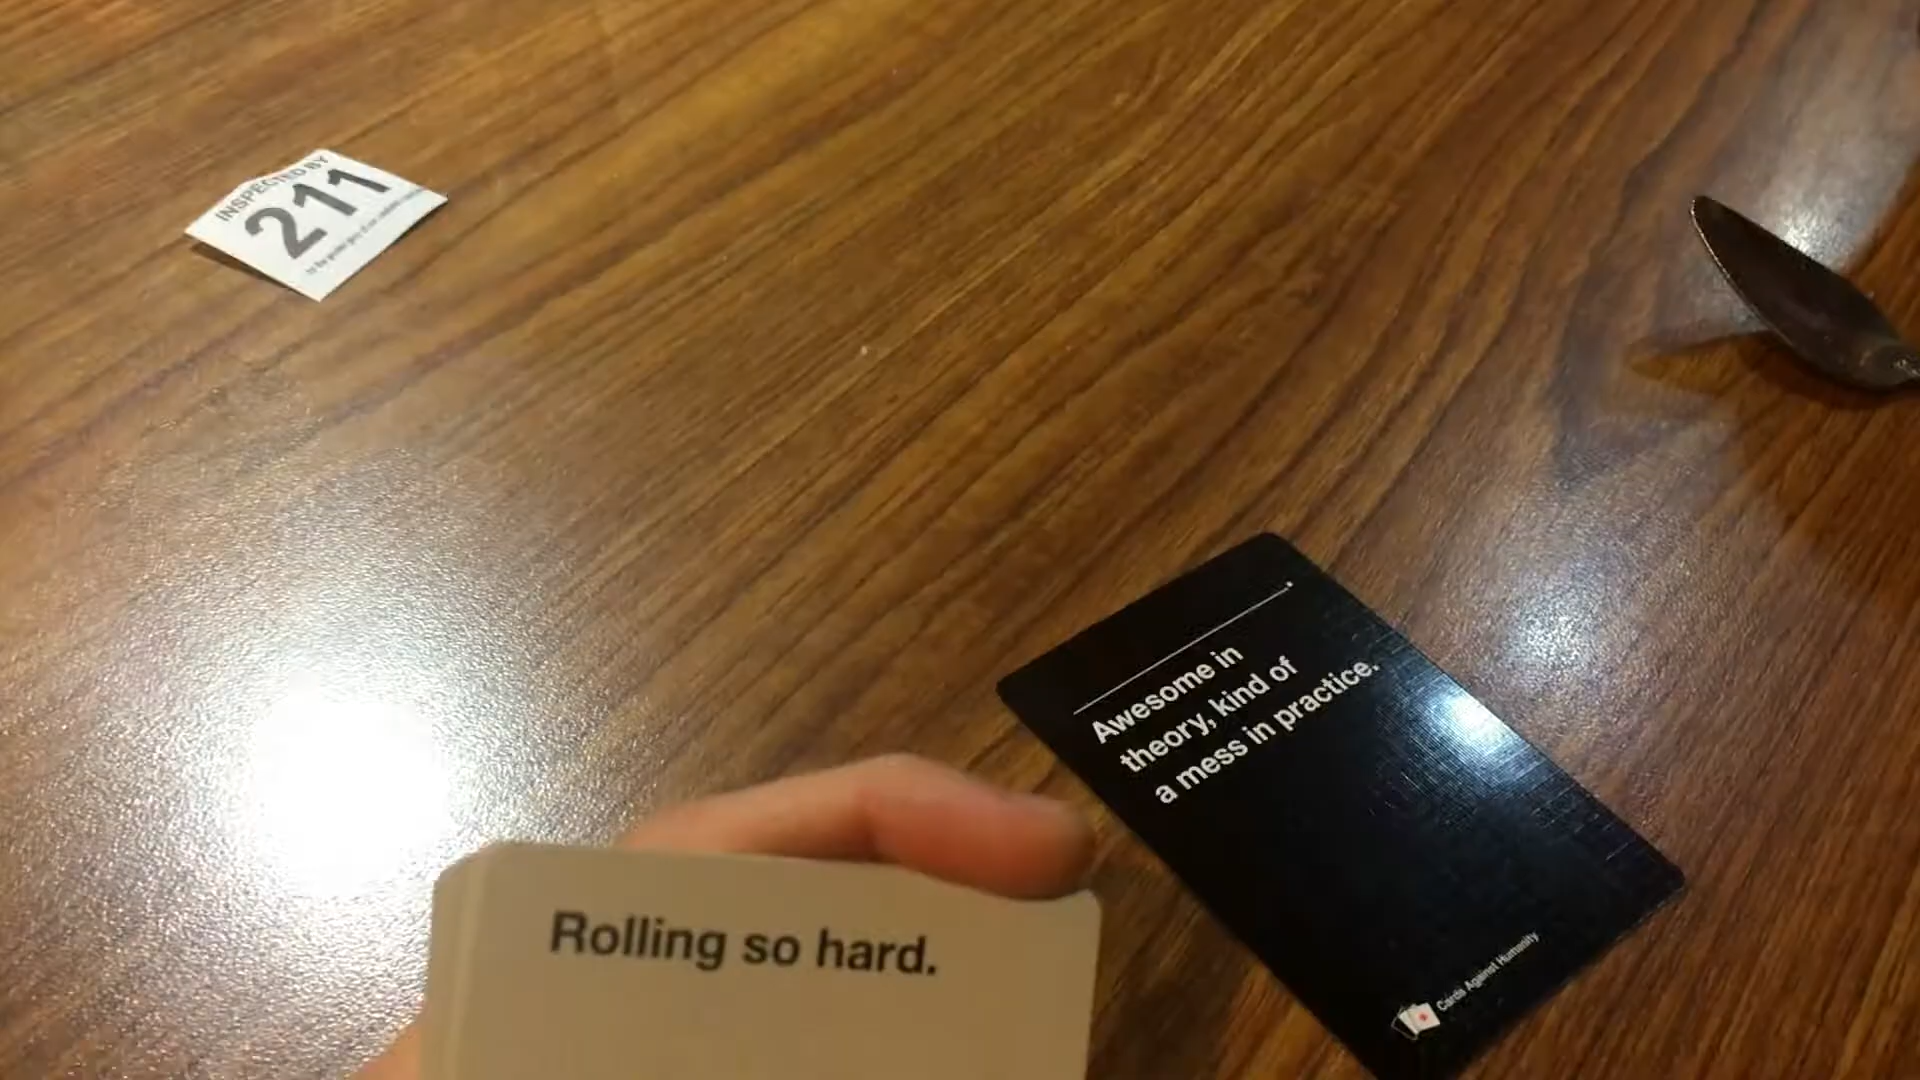 INSPECTED BY
211
Awesome in
theory, kind of
a mess in practice.
Cards Against Humanity
Rolling so hard.